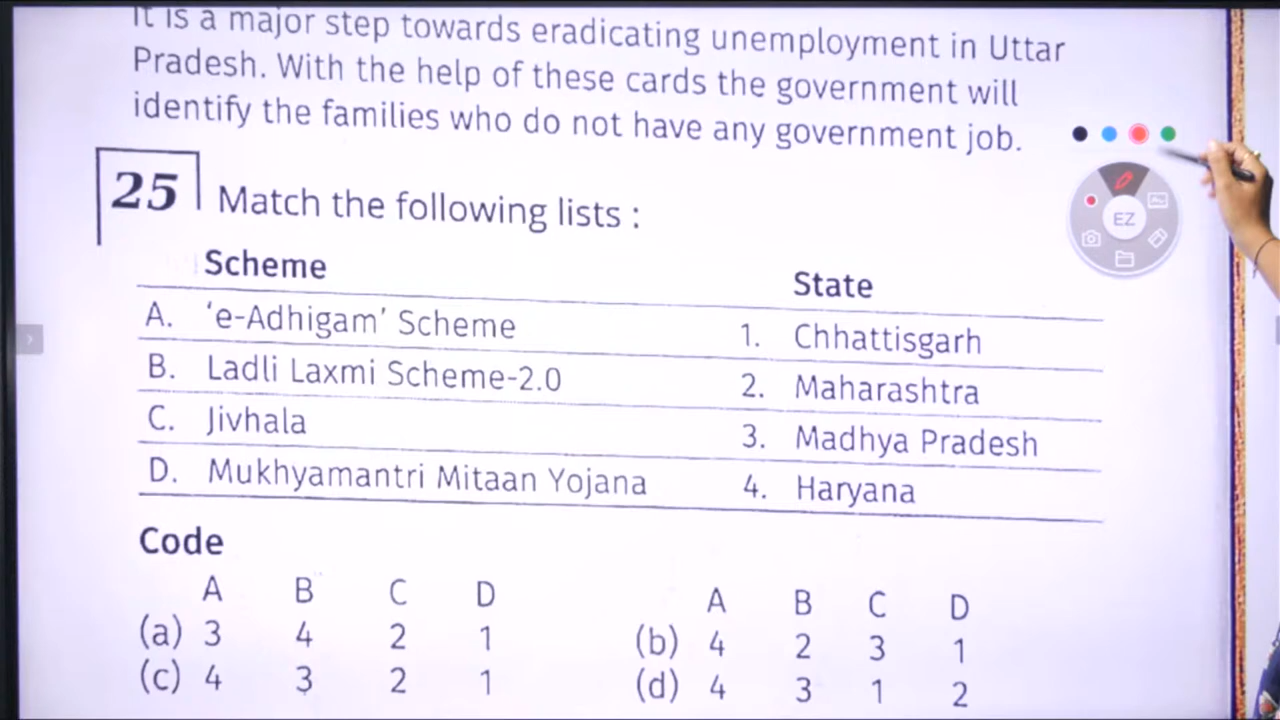 It is a major step towards eradicating unemployment in Uttar
Pradesh. With the help of these cards the government will
identify the families who do not have any government job.
25 Match the following lists :
Scheme State
A. ‘e-Adhigam’ Scheme 1. Chhattisgarh
B. Ladli Laxmi Scheme-2.0 2. Maharashtra
C. Jivhala 3. Madhya Pradesh
D. Mukhyamantri Mitaan Yojana 4. Haryana
Code
A B C D A B C D
(a) 3 4 2 1 (b) 4 2 3 1
(c) 4 3 2 1 (d) 4 3 1 2
EZ